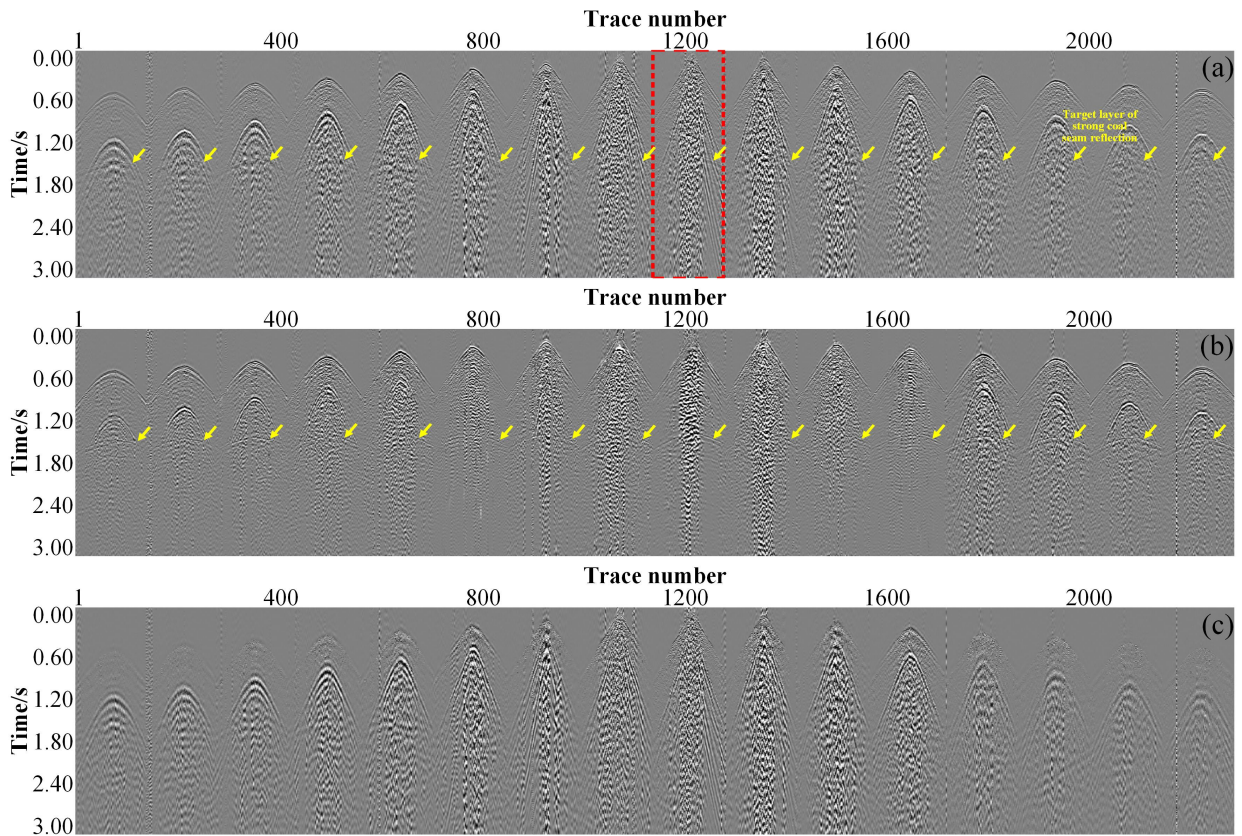 Trace number
1 400 800 1200 1600 2000
0.00
0.60
1.20
1.80
2.40
3.00
Time/s
(a)
Target layer of
strong coal
seam reflection
Trace number
1 400 800 1200 1600 2000
0.00
0.60
1.20
1.80
2.40
3.00
Time/s
(b)
Trace number
1 400 800 1200 1600 2000
0.00
0.60
1.20
1.80
2.40
3.00
Time/s
(c)